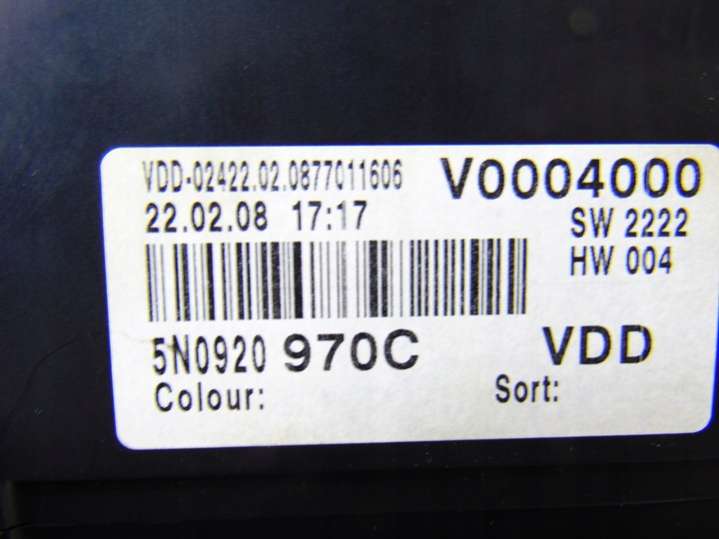 VDD-02422.02.0877011606 V0004000
22.02.08 17:17 SW 2222
HW 004
5N0920 970C VDD
Colour: Sort: